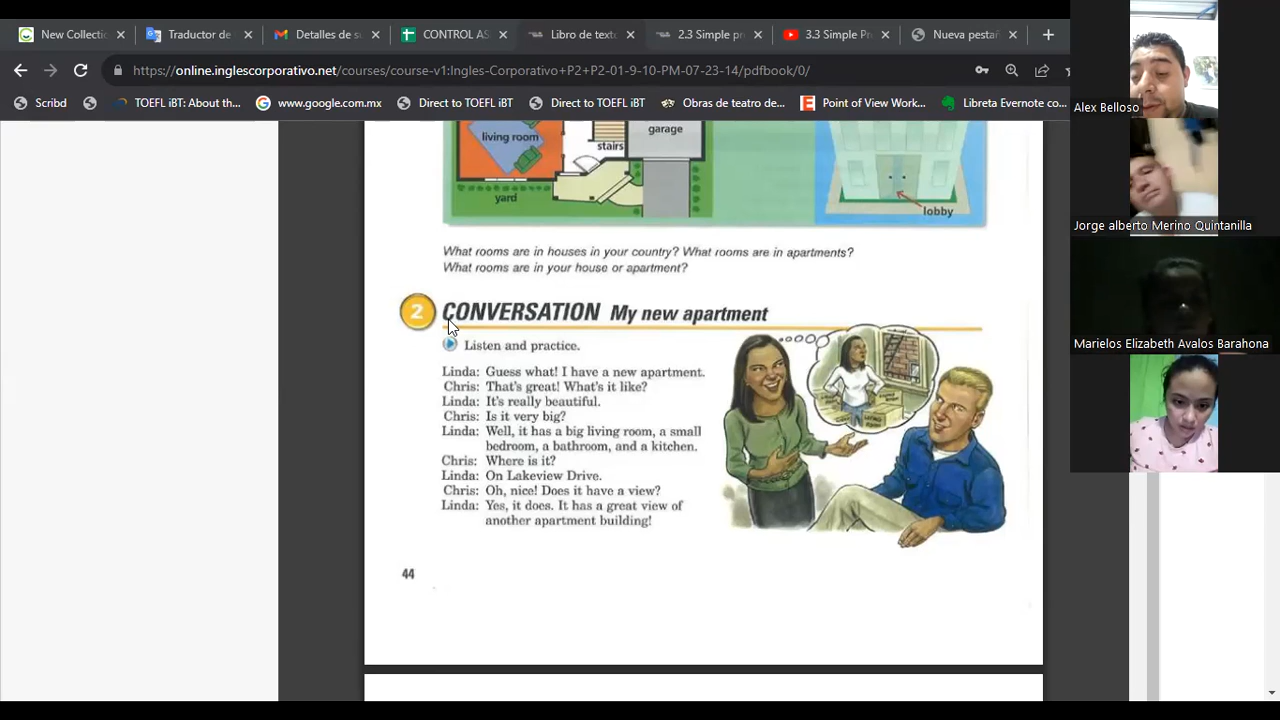 New Collecti
Traductor de
Detalles de su
CONTROL AS
Libro de texto
2.3 Simple pr
3.3 Simple Pr
Nueva pestañ
https://online.inglescorporativo.net/courses/course-v1:Ingles-Corporativo+P2+P2-01-9-10-PM-07-23-14/pdfbook/0/
Scribd
TOEFL iBT: About th...
www.google.com.mx
Direct to TOEFL iBT
Direct to TOEFL iBT
Obras de teatro de...
Point of View Work...
Libreta Evernote co...
living room
stairs
garage
yard
lobby
What rooms are in houses in your country? What rooms are in apartments?
What rooms are in your house or apartment?
2 CONVERSATION My new apartment
Listen and practice.
Linda: Guess what! I have a new apartment.
Chris: That's great! What's it like?
Linda: It's really beautiful.
Chris: Is it very big?
Linda: Well, it has a big living room, a small
bedroom, a bathroom, and a kitchen.
Chris: Where is it?
Linda: On Lakeview Drive.
Chris: Oh, nice! Does it have a view?
Linda: Yes, it does. It has a great view of
another apartment building!
44
Alex Belloso
Jorge alberto Merino Quintanilla
Marielos Elizabeth Avalos Barahona